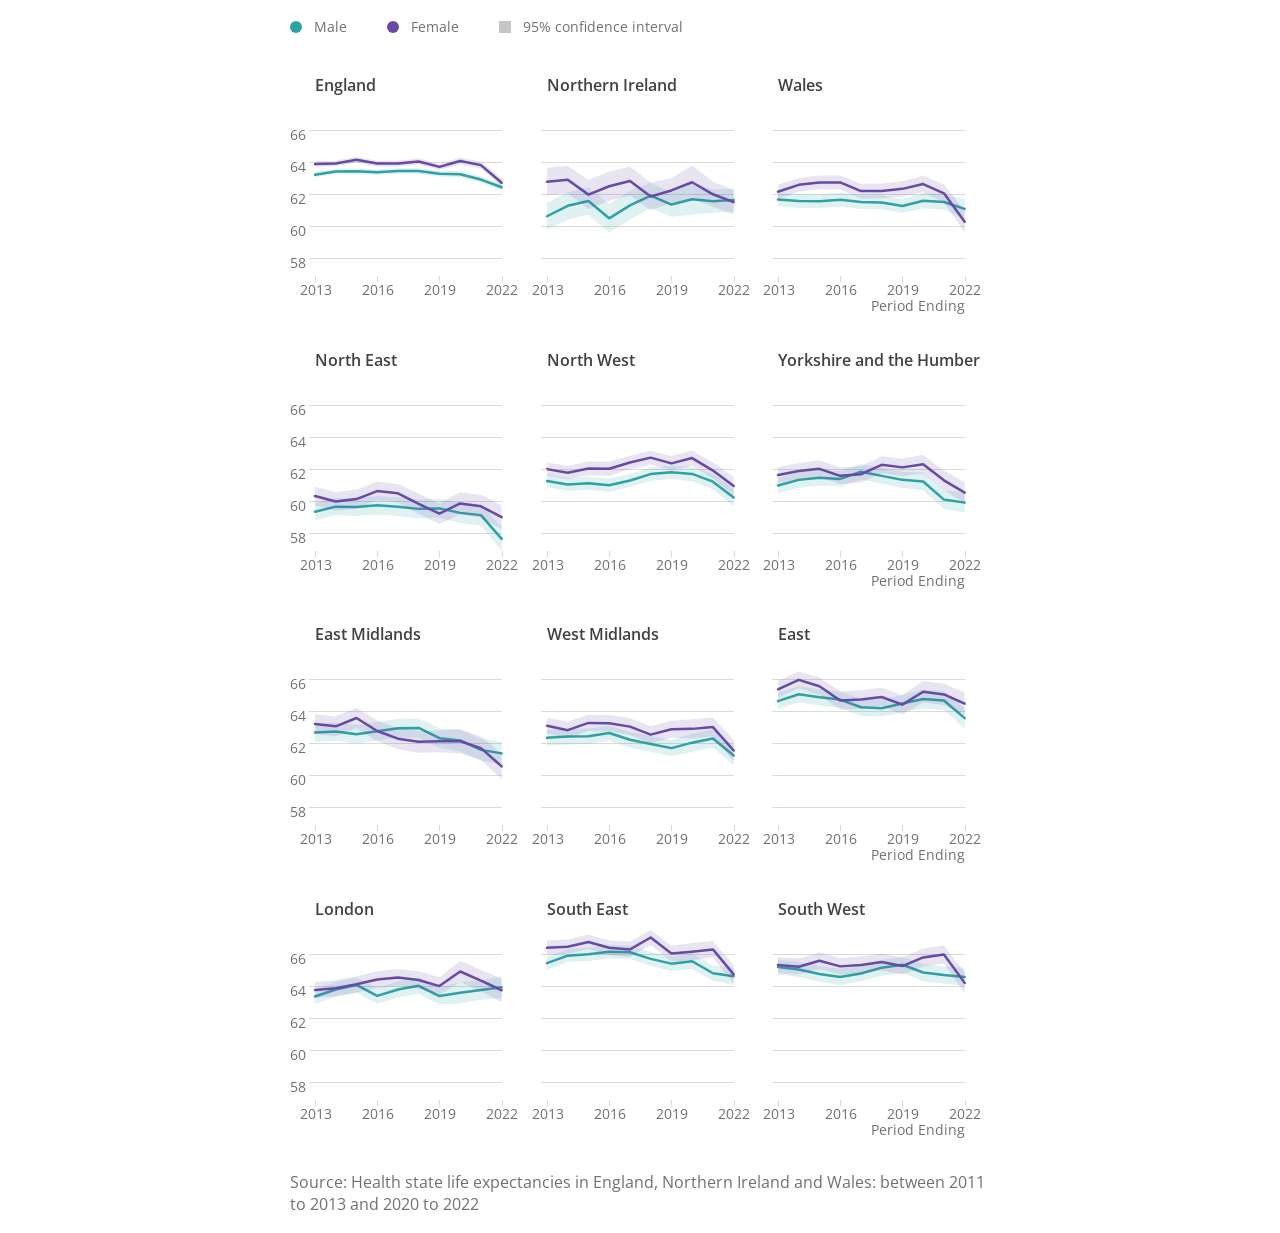 Male Female 95% confidence interval
England Northern Ireland Wales
66
64
62
60
58
2013 2016 2019 2022 2013 2016 2019 2022 2013 2016 2019 2022
Period Ending
North East North West Yorkshire and the Humber
66
64
62
60
58
2013 2016 2019 2022 2013 2016 2019 2022 2013 2016 2019 2022
Period Ending
East Midlands West Midlands East
66
64
62
60
58
2013 2016 2019 2022 2013 2016 2019 2022 2013 2016 2019 2022
Period Ending
London South East South West
66
64
62
60
58
2013 2016 2019 2022 2013 2016 2019 2022 2013 2016 2019 2022
Period Ending
Source: Health state life expectancies in England, Northern Ireland and Wales: between 2011
to 2013 and 2020 to 2022